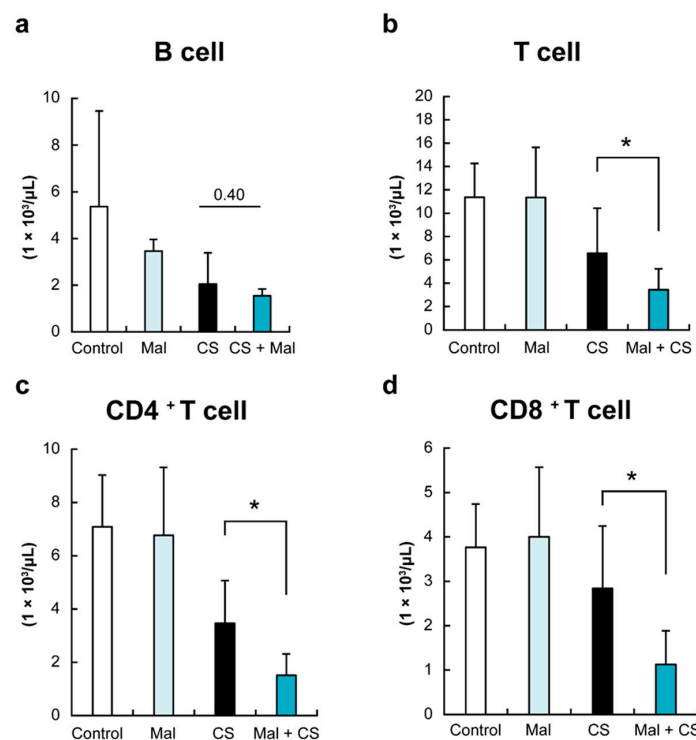 a
B cell
(1 × 10³/μL)
10
8
6
4
2
0
0.40
Control Mal CS CS + Mal
b
T cell
(1 × 10³/μL)
20
18
16
14
12
10
8
6
4
2
0
*
Control Mal CS Mal + CS
c
CD4 ⁺ T cell
(1 × 10³/μL)
10
8
6
4
2
0
*
Control Mal CS Mal + CS
d
CD8 ⁺ T cell
(1 × 10³/μL)
6
5
4
3
2
1
0
*
Control Mal CS Mal + CS